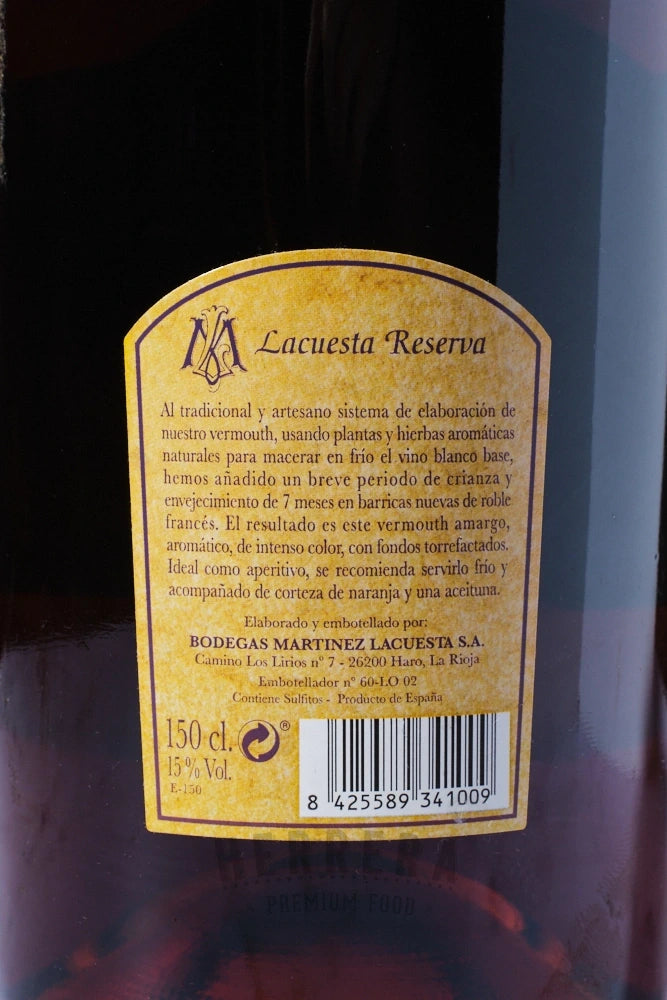 Lacuesta Reserva
Al tradicional y artesano sistema de elaboración de
nuestro vermouth, usando plantas y hierbas aromáticas
naturales para macerar en frío el vino blanco base,
hemos añadido un breve periodo de crianza y
envejecimiento de 7 meses en barricas nuevas de roble
francés. El resultado es este vermouth amargo,
aromático, de intenso color, con fondos torrefactados.
Ideal como aperitivo, se recomienda servirlo frío y
acompañado de corteza de naranja y una aceituna.
Elaborado y embotellado por:
BODEGAS MARTINEZ LACUESTA S.A.
Camino Los Lirios nº 7 - 26200 Haro, La Rioja
Embotellador nº 60-LO 02
Contiene Sulfitos - Producto de España
150 cl. ®
15% Vol.
E-150
8 425589 341009
HERRERA
PREMIUM FOOD